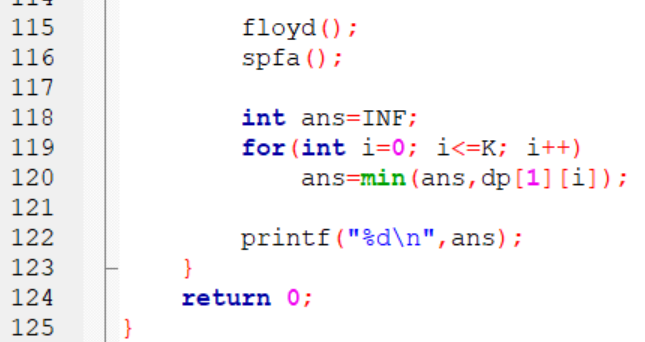 115 floyd();
116 spfa();
117
118 int ans=INF;
119 for(int i=0; i<=K; i++)
120 ans=min(ans,dp[1][i]);
121
122 printf("%d\n",ans);
123 }
124 return 0;
125 }